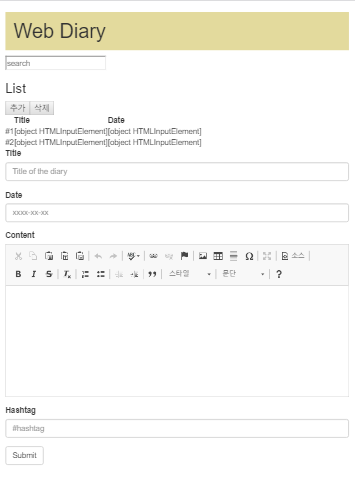 Web Diary
search
List
추가 삭제
Title Date
#1[object HTMLInputElement][object HTMLInputElement]
#2[object HTMLInputElement][object HTMLInputElement]
Title
Title of the diary
Date
xxxx-xx-xx
Content
Ω 소스
B I S Tx 스타일 문단 ?
Hashtag
#hashtag
Submit